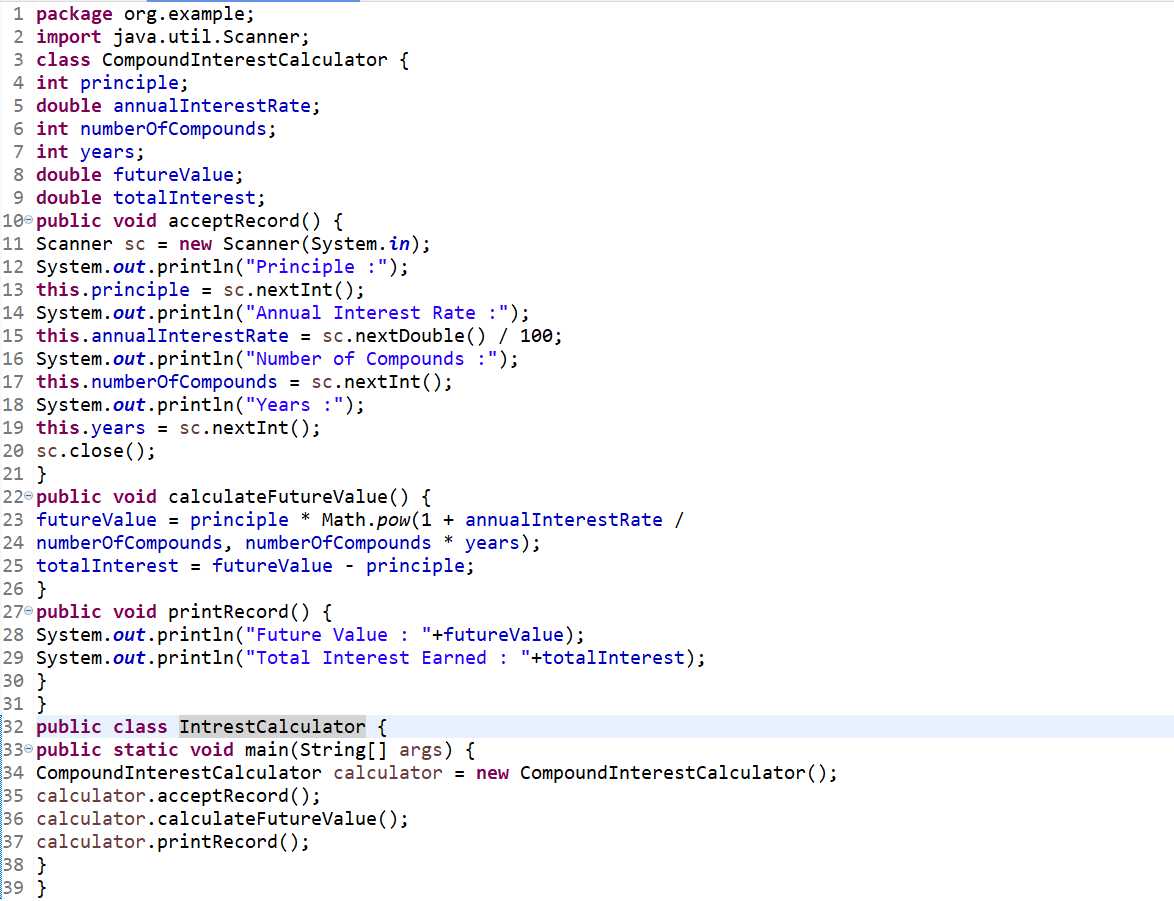 1 package org.example;
2 import java.util.Scanner;
3 class CompoundInterestCalculator {
4 int principle;
5 double annualInterestRate;
6 int numberOfCompounds;
7 int years;
8 double futureValue;
9 double totalInterest;
10 public void acceptRecord() {
11 Scanner sc = new Scanner(System.in);
12 System.out.println("Principle :");
13 this.principle = sc.nextInt();
14 System.out.println("Annual Interest Rate :");
15 this.annualInterestRate = sc.nextDouble() / 100;
16 System.out.println("Number of Compounds :");
17 this.numberOfCompounds = sc.nextInt();
18 System.out.println("Years :");
19 this.years = sc.nextInt();
20 sc.close();
21 }
22 public void calculateFutureValue() {
23 futureValue = principle * Math.pow(1 + annualInterestRate /
24 numberOfCompounds, numberOfCompounds * years);
25 totalInterest = futureValue - principle;
26 }
27 public void printRecord() {
28 System.out.println("Future Value : "+futureValue);
29 System.out.println("Total Interest Earned : "+totalInterest);
30 }
31 }
32 public class IntrestCalculator {
33 public static void main(String[] args) {
34 CompoundInterestCalculator calculator = new CompoundInterestCalculator();
35 calculator.acceptRecord();
36 calculator.calculateFutureValue();
37 calculator.printRecord();
38 }
39 }